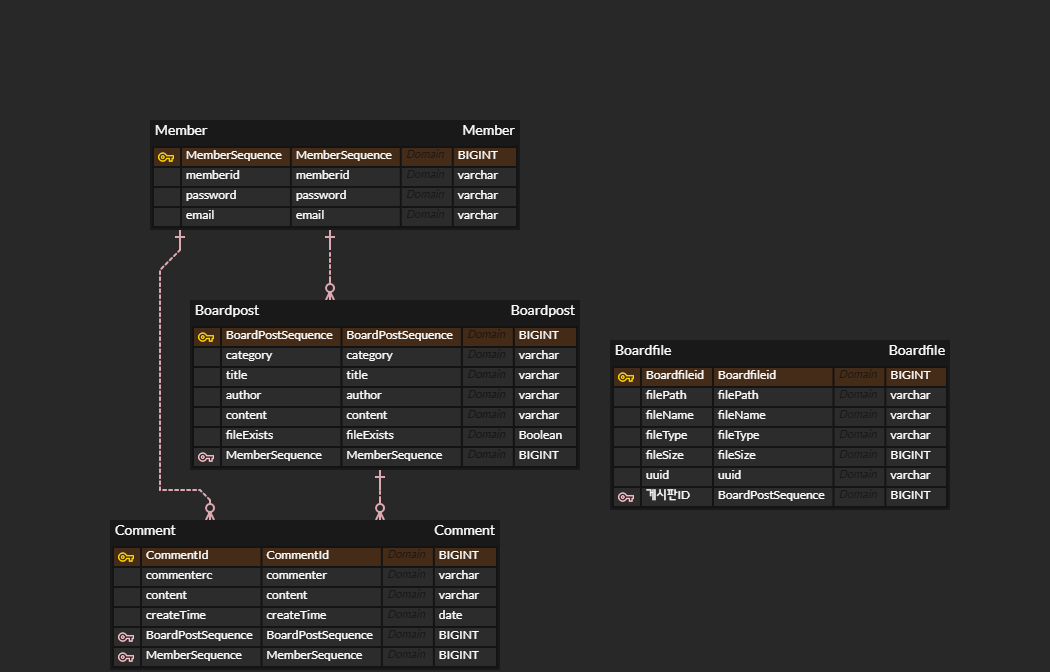 Member Member
MemberSequence MemberSequence Domain BIGINT
memberid memberid Domain varchar
password password Domain varchar
email email Domain varchar
Boardpost Boardpost
BoardPostSequence BoardPostSequence Domain BIGINT
category category Domain varchar
title title Domain varchar
author author Domain varchar
content content Domain varchar
fileExists fileExists Domain Boolean
MemberSequence MemberSequence Domain BIGINT
Boardfile Boardfile
Boardfileid Boardfileid Domain BIGINT
filePath filePath Domain varchar
fileName fileName Domain varchar
fileType fileType Domain varchar
fileSize fileSize Domain BIGINT
uuid uuid Domain varchar
게시판ID BoardPostSequence Domain BIGINT
Comment Comment
CommentId CommentId Domain BIGINT
commenterc commenter Domain varchar
content content Domain varchar
createTime createTime Domain date
BoardPostSequence BoardPostSequence Domain BIGINT
MemberSequence MemberSequence Domain BIGINT